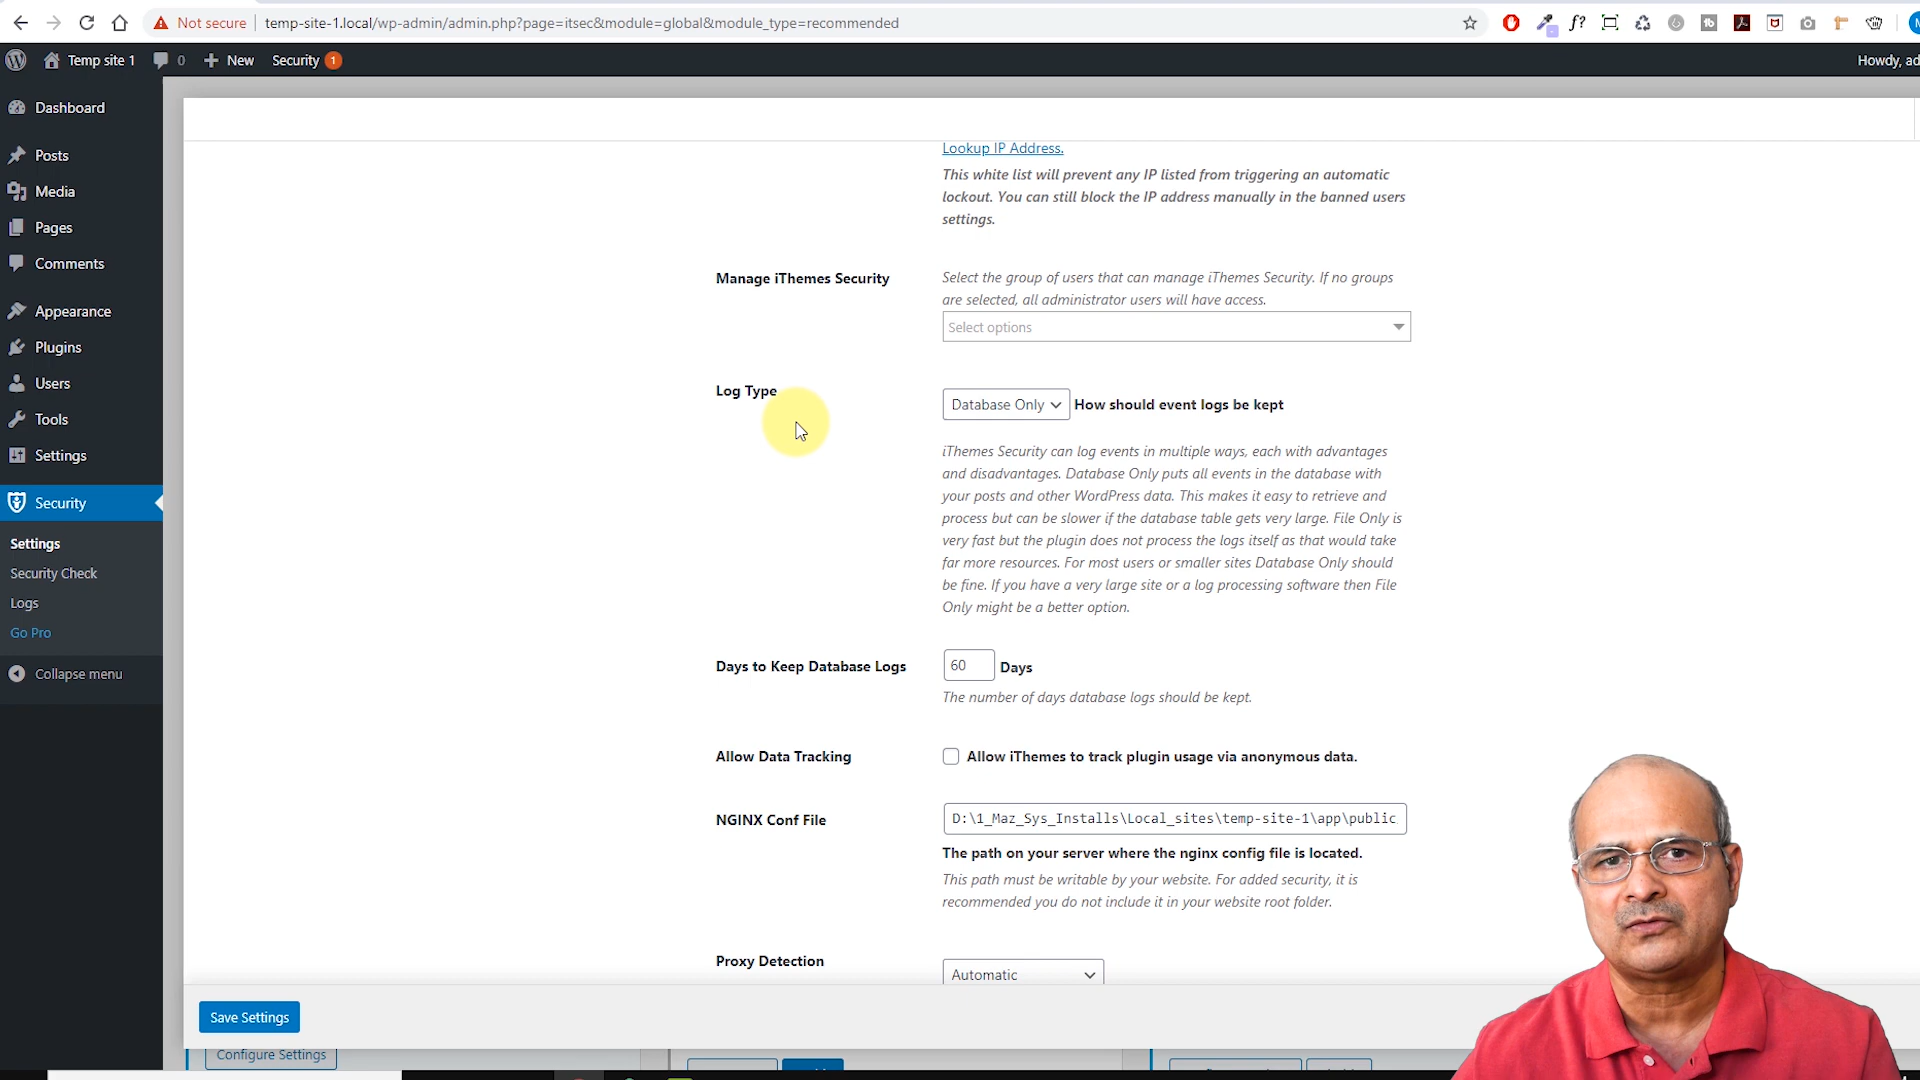 Not secure
temp-site-1.local/wp-admin/admin.php?page=itsec&module=global&module_type=recommended
Temp site 1
0
New
Security
1
Howdy, ad
Dashboard
Posts
Media
Pages
Comments
Appearance
Plugins
Users
Tools
Settings
Security
Settings
Security Check
Logs
Go Pro
Collapse menu
Lookup IP Address.
This white list will prevent any IP listed from triggering an automatic
lockout. You can still block the IP address manually in the banned users
settings.
Manage iThemes Security
Select the group of users that can manage iThemes Security. If no groups
are selected, all administrator users will have access.
Select options
Log Type
Database Only
How should event logs be kept
iThemes Security can log events in multiple ways, each with advantages
and disadvantages. Database Only puts all events in the database with
your posts and other WordPress data. This makes it easy to retrieve and
process but can be slower if the database table gets very large. File Only is
very fast but the plugin does not process the logs itself as that would take
far more resources. For most users or smaller sites Database Only should
be fine. If you have a very large site or a log processing software then File
Only might be a better option.
Days to Keep Database Logs
60
Days
The number of days database logs should be kept.
Allow Data Tracking
Allow iThemes to track plugin usage via anonymous data.
NGINX Conf File
D:\1_Maz_Sys_Installs\Local_sites\temp-site-1\app\public
The path on your server where the nginx config file is located.
This path must be writable by your website. For added security, it is
recommended you do not include it in your website root folder.
Proxy Detection
Automatic
Save Settings
Configure Settings